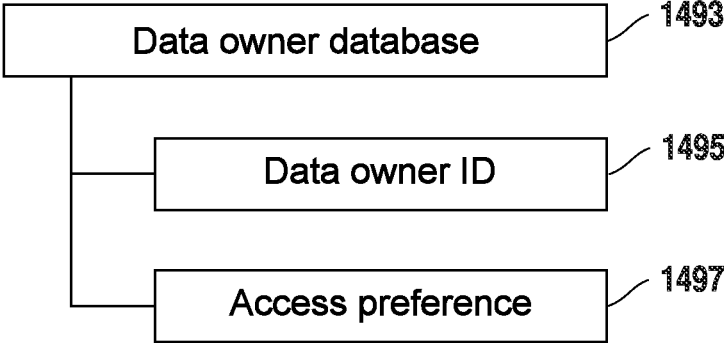 Data owner database 1493
Data owner ID 1495
Access preference 1497